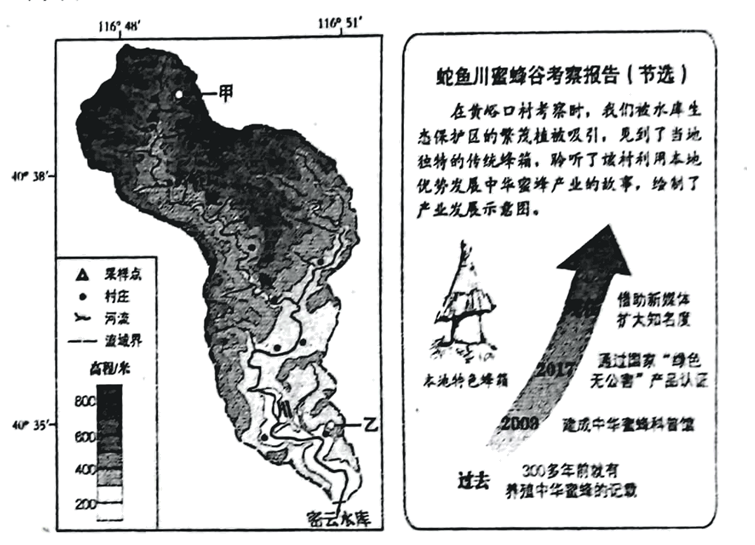 116°48′
116°51′
甲
40°38′
采样点
村庄
河流
流域界
高程/米
800
600
400
200
40°35′
乙
密云水库
蛇鱼川蜜蜂谷考察报告（节选）
在黄峪口村考察时，我们被水库生
态保护区的繁茂植被吸引，见到了当地
独特的传统蜂箱，聆听了该村利用本地
优势发展中华蜜蜂产业的故事，绘制了
产业发展示意图。
借助新媒体
扩大知名度
本地特色蜂箱
2017
通过国家“绿色
无公害”产品认证
2009
建成中华蜜蜂科普馆
过去
300多年前就有
养殖中华蜜蜂的记载